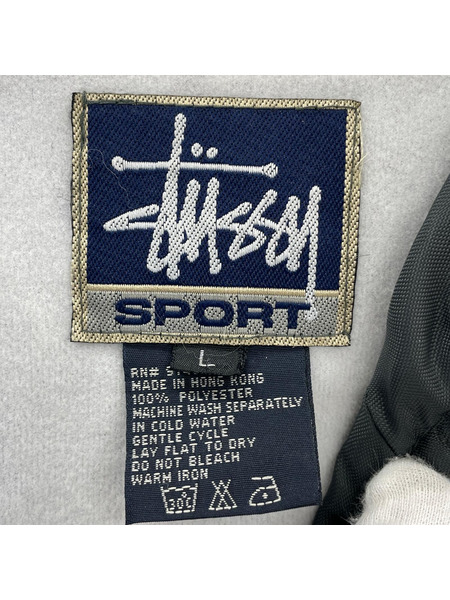 Stüssy
SPORT
L
RN#
MADE IN HONG KONG
100% POLYESTER
MACHINE WASH SEPARATELY
IN COLD WATER
GENTLE CYCLE
LAY FLAT TO DRY
DO NOT BLEACH
WARM IRON
30C